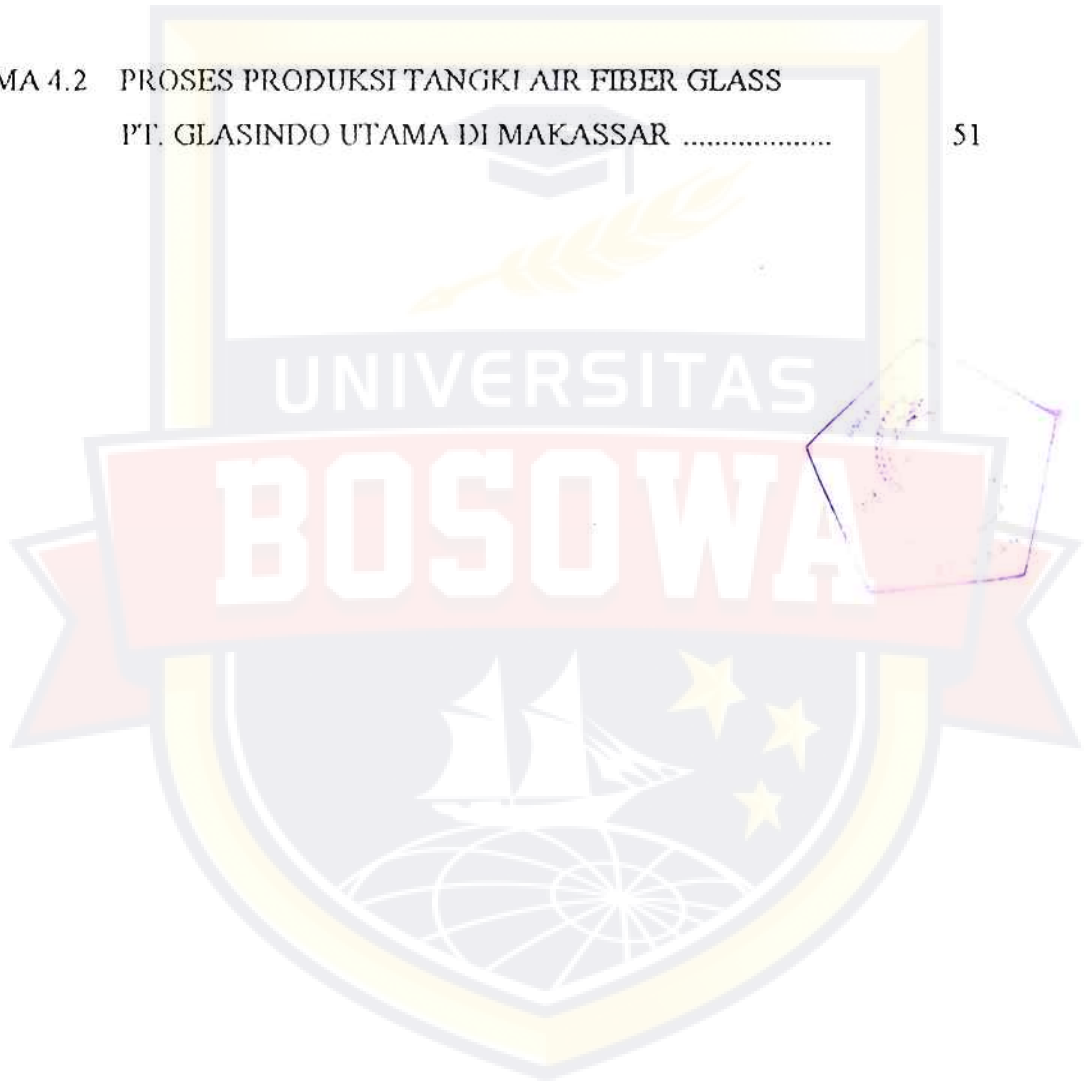 MA 4.2 PROSES PRODUKSI TANGKI AIR FIBER GLASS
PT. GLASINDO UTAMA DI MAKASSAR ................... 51
UNIVERSITAS
BOSOWA